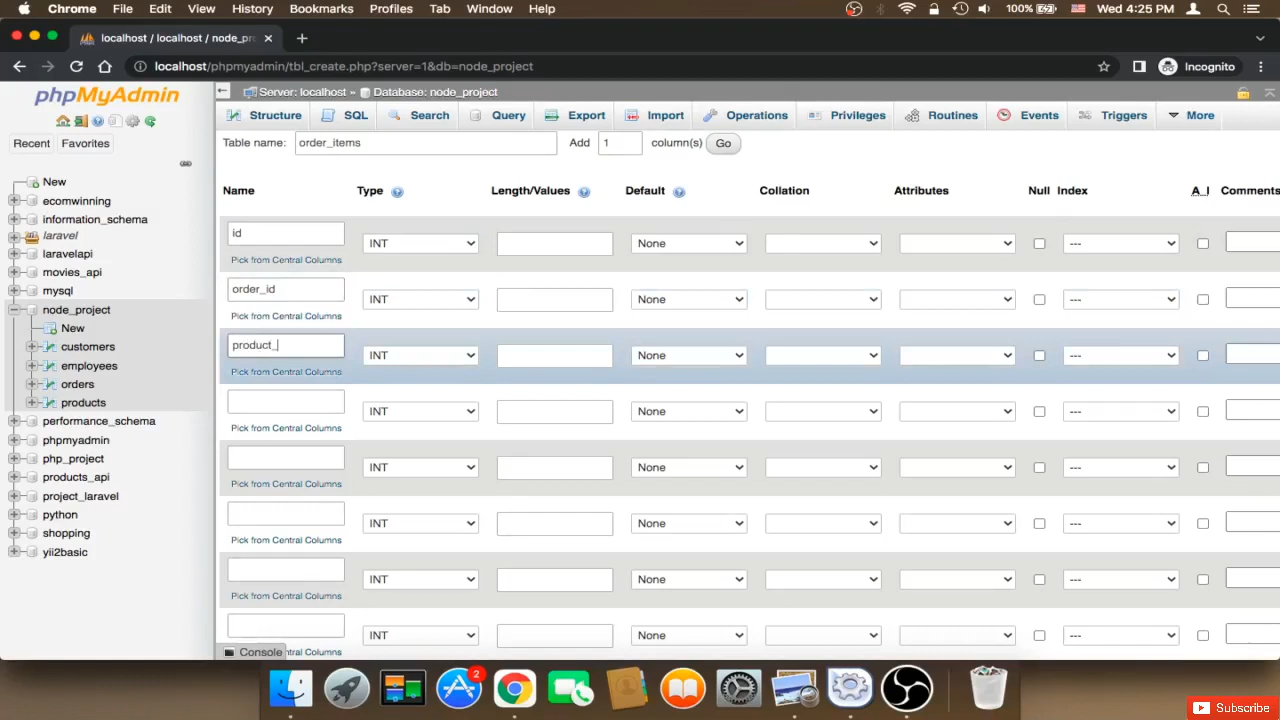 Chrome File Edit View History Bookmarks Profiles Tab Window Help 100% Wed 4:25 PM
localhost / localhost / node_pro
localhost/phpmyadmin/tbl_create.php?server=1&db=node_project Incognito
phpMyAdmin
Server: localhost » Database: node_project
Structure SQL Search Query Export Import Operations Privileges Routines Events Triggers More
Recent Favorites
Table name: order_items Add 1 column(s) Go
Name Type Length/Values Default Collation Attributes Null Index A_I Comments
New
ecomwinning
information_schema
laravel
laravelapi
movies_api
mysql
node_project
New
customers
employees
orders
products
performance_schema
phpmyadmin
php_project
products_api
project_laravel
python
shopping
yii2basic
id INT None ---
Pick from Central Columns
order_id INT None ---
Pick from Central Columns
product_ INT None ---
Pick from Central Columns
INT None ---
Pick from Central Columns
INT None ---
Pick from Central Columns
INT None ---
Pick from Central Columns
INT None ---
Pick from Central Columns
INT None ---
Console ntral Columns
2
Subscribe